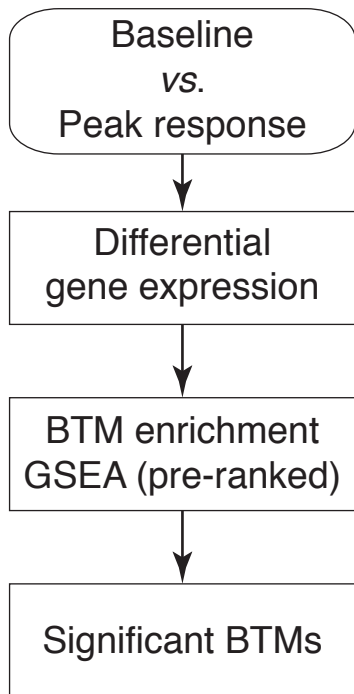 Baseline
vs.
Peak response
Differential
gene expression
BTM enrichment
GSEA (pre-ranked)
Significant BTMs